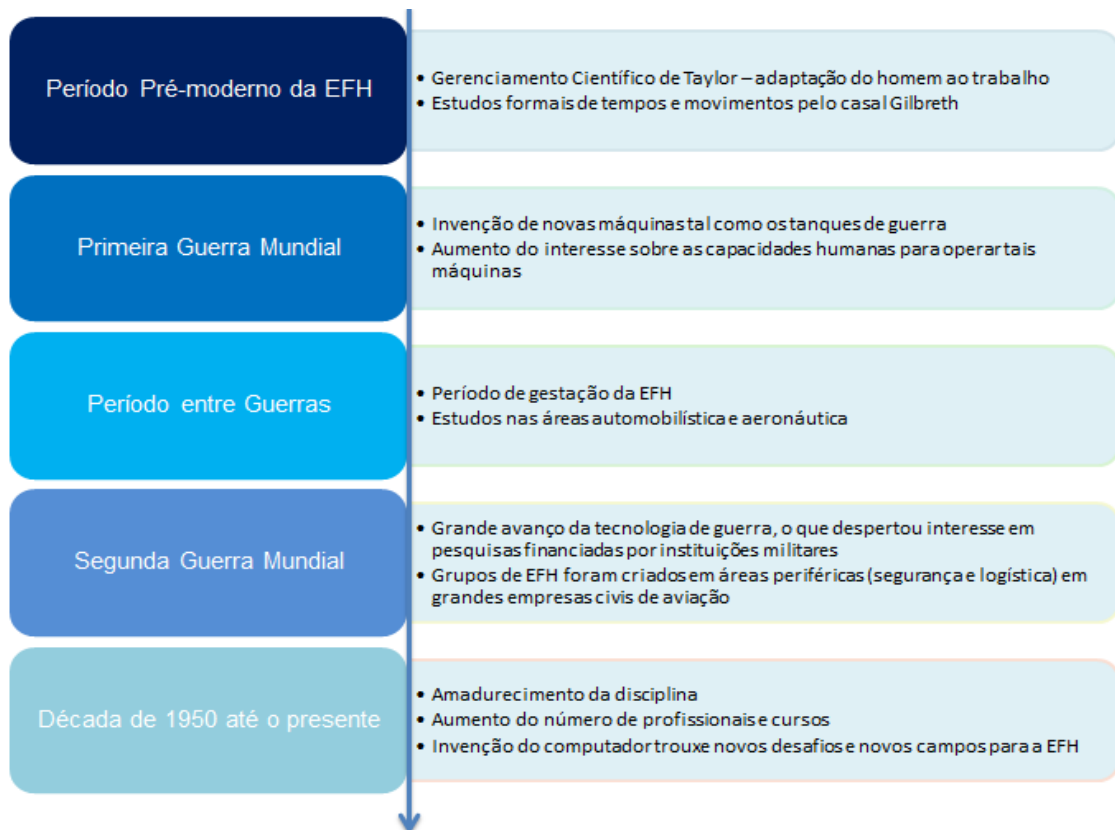 Período Pré-moderno da EFH
• Gerenciamento Científico de Taylor – adaptação do homem ao trabalho
• Estudos formais de tempos e movimentos pelo casal Gilbreth
Primeira Guerra Mundial
• Invenção de novas máquinas tal como os tanques de guerra
• Aumento do interesse sobre as capacidades humanas para operar tais
máquinas
Período entre Guerras
• Período de gestação da EFH
• Estudos nas áreas automobilística e aeronáutica
Segunda Guerra Mundial
• Grande avanço da tecnologia de guerra, o que despertou interesse em
pesquisas financiadas por instituições militares
• Grupos de EFH foram criados em áreas periféricas (segurança e logística) em
grandes empresas civis de aviação
Década de 1950 até o presente
• Amadurecimento da disciplina
• Aumento do número de profissionais e cursos
• Invenção do computador trouxe novos desafios e novos campos para a EFH